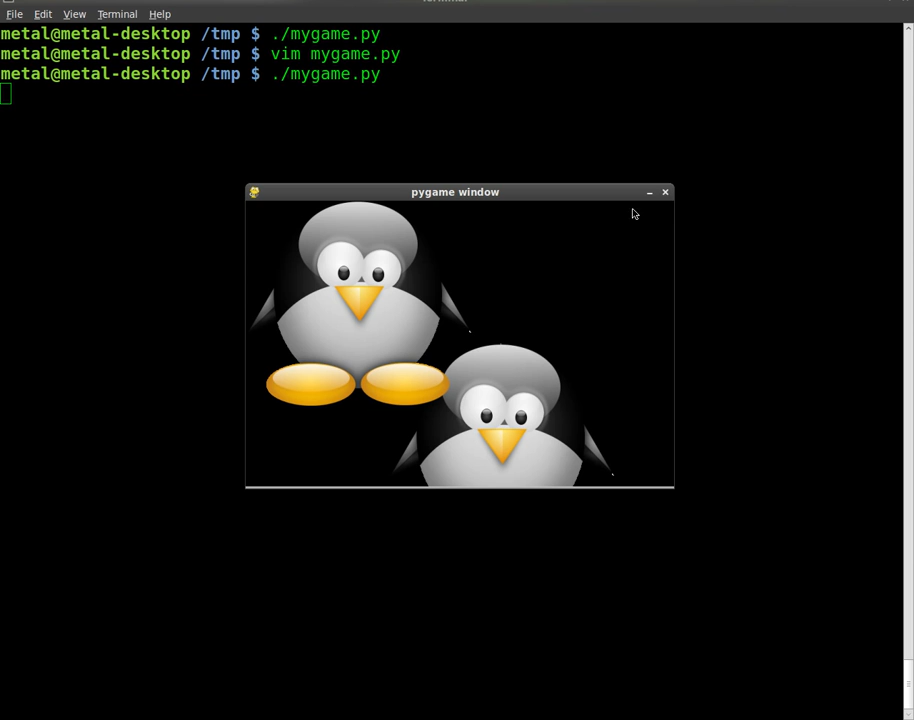 File Edit View Terminal Help
metal@metal-desktop /tmp $ ./mygame.py
metal@metal-desktop /tmp $ vim mygame.py
metal@metal-desktop /tmp $ ./mygame.py
pygame window